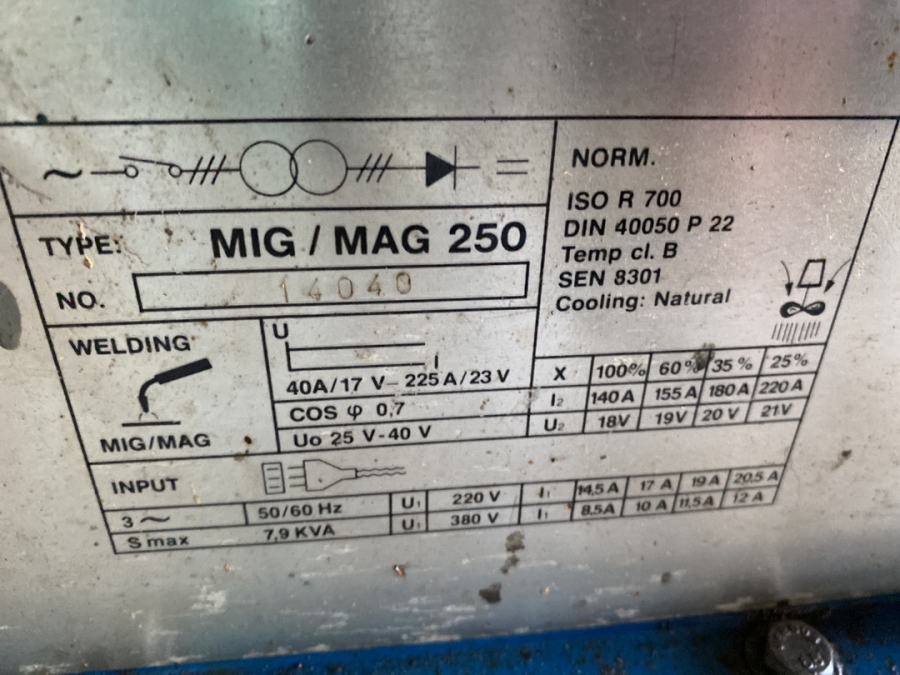 TYPE: MIG / MAG 250
NO. 14040
NORM.
ISO R 700
DIN 40050 P 22
Temp cl. B
SEN 8301
Cooling: Natural
WELDING
MIG/MAG
U
I
40A/17 V - 225A/23 V
COS φ 0,7
Uo 25 V-40 V
X 100% 60% 35% 25%
I2 140 A 155 A 180 A 220 A
U2 18V 19V 20 V 21V
INPUT
3 ~ 50/60 Hz U1 220 V I1 14,5 A 17 A 19 A 20,5 A
S max 7,9 KVA U1 380 V I1 8,5A 10 A 11,5A 12 A